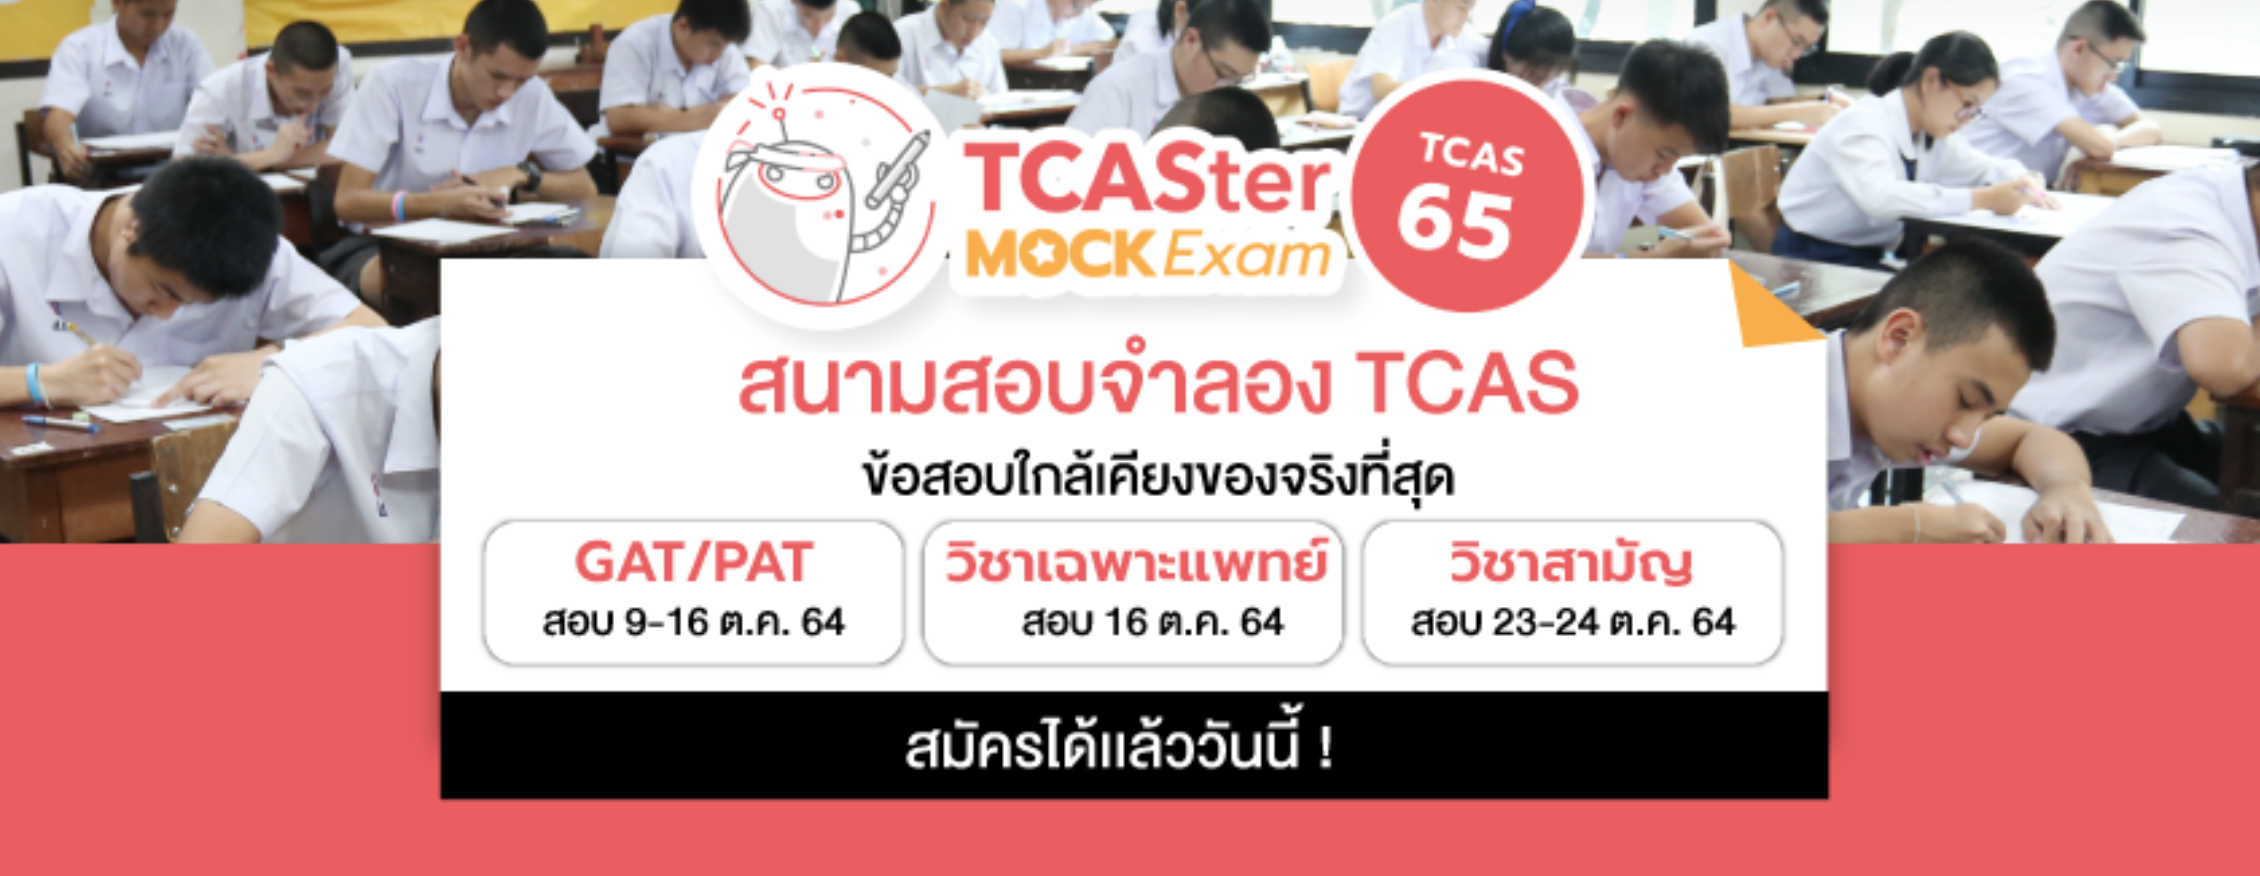 TCASter
MOCK Exam
TCAS
65
สนามสอบจำลอง TCAS
ข้อสอบใกล้เคียงของจริงที่สุด
GAT/PAT
สอบ 9-16 ต.ค. 64
วิชาเฉพาะแพทย์
สอบ 16 ต.ค. 64
วิชาสามัญ
สอบ 23-24 ต.ค. 64
สมัครได้แล้ววันนี้ !